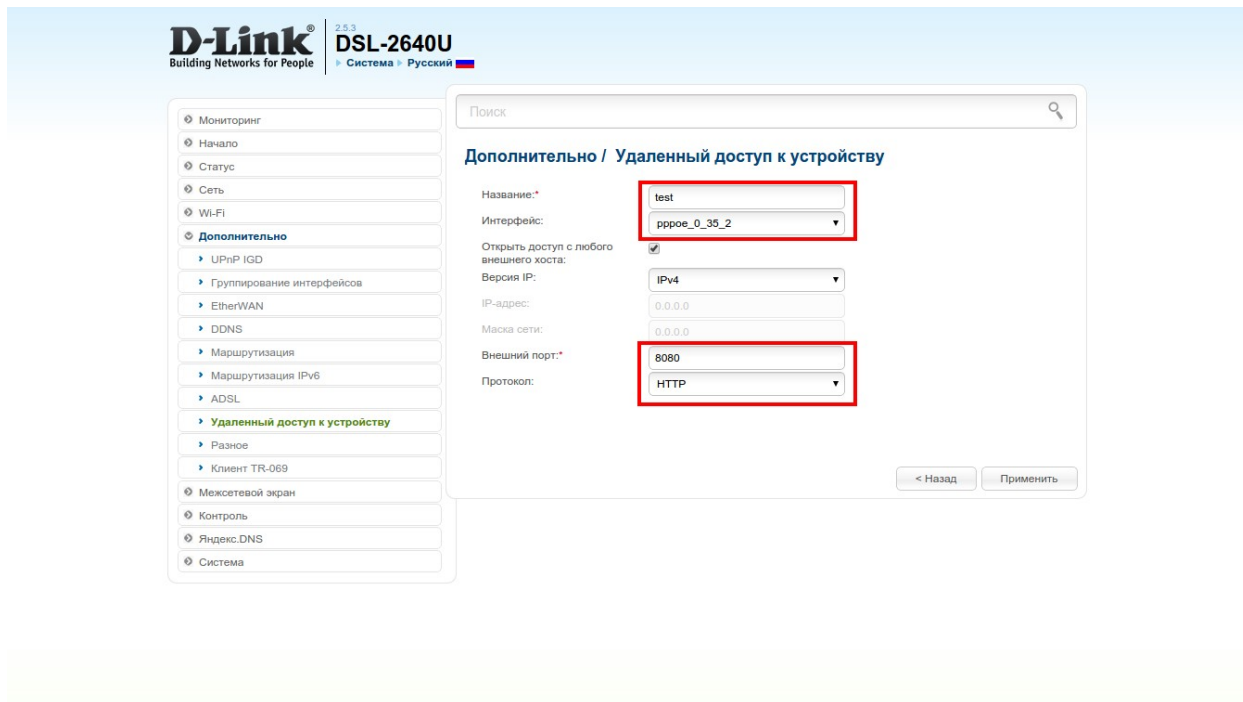 D-Link®
Building Networks for People
2.5.3
DSL-2640U
Система Русский
Мониторинг
Начало
Статус
Сеть
Wi-Fi
Дополнительно
UPnP IGD
Группирование интерфейсов
EtherWAN
DDNS
Маршрутизация
Маршрутизация IPv6
ADSL
Удаленный доступ к устройству
Разное
Клиент TR-069
Межсетевой экран
Контроль
Яндекс.DNS
Система
Поиск
Дополнительно / Удаленный доступ к устройству
Название:* test
Интерфейс: pppoe_0_35_2
Открыть доступ с любого
внешнего хоста:
Версия IP: IPv4
IP-адрес: 0.0.0.0
Маска сети: 0.0.0.0
Внешний порт:* 8080
Протокол: HTTP
< Назад Применить